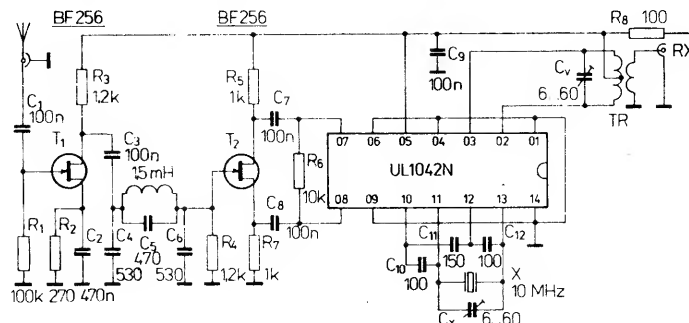 BF256
BF256
R8 100
RX
C9
100n
Cv
6...60
TR
R3
1,2k
R5
1k
C1
100n
C7
100n
T1
C3
100n
T2
1,5mH
R6
10k
07 06 05 04 03 02 01
UL1042N
08 09 10 11 12 13 14
C8
100n
R1
100k
R2
270
C2
470n
C4
530
C5
470
C6
530
R4
1,2k
R7
1k
C11
150
C12
100
C10
100
X
10 MHz
Cx
6...60